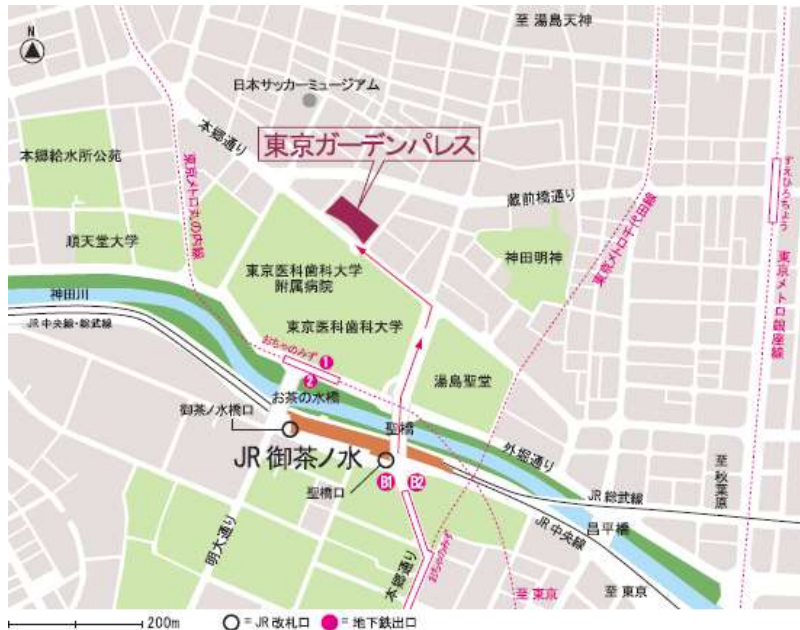 至 湯島天神
N
日本サッカーミュージアム
本郷通り
東京ガーデンパレス
本郷給水所公苑
東京メトロ丸の内線
蔵前橋通り
すえひろちょう
順天堂大学
東京医科歯科大学
附属病院
神田明神
東京メトロ千代田線
東京メトロ銀座線
神田川
JR中央線・総武線
東京医科歯科大学
おちゃのみず
1
2
湯島聖堂
お茶の水橋
御茶ノ水橋口
聖橋
外堀通り
JR 御茶ノ水
聖橋口
B1
B2
至 秋葉原
JR 総武線
JR 中央線
昌平橋
明大通り
本郷通り
おちゃのみず
至 東京
至 東京
200m
= JR 改札口
= 地下鉄出口